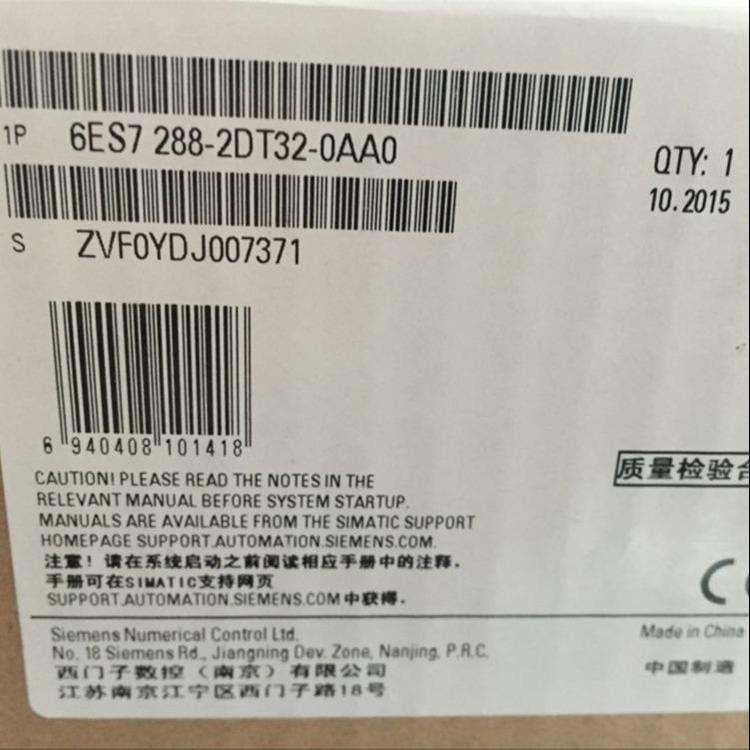 1P 6ES7 288-2DT32-0AA0
QTY: 1
10.2015
S ZVF0YDJ007371
6 940408 101418
质量检验合
CAUTION! PLEASE READ THE NOTES IN THE
RELEVANT MANUAL BEFORE SYSTEM STARTUP.
MANUALS ARE AVAILABLE FROM THE SIMATIC SUPPORT
HOMEPAGE SUPPORT.AUTOMATION.SIEMENS.COM.
注意！请在系统启动之前阅读相应手册中的注释。
手册可在SIMATIC支持网页
SUPPORT.AUTOMATION.SIEMENS.COM 中获得。
Siemens Numerical Control Ltd.
No. 18 Siemens Rd., Jiangning Dev. Zone, Nanjing, P.R.C.
西门子数控（南京）有限公司
江苏南京江宁区西门子路18号
Made in China
中国制造